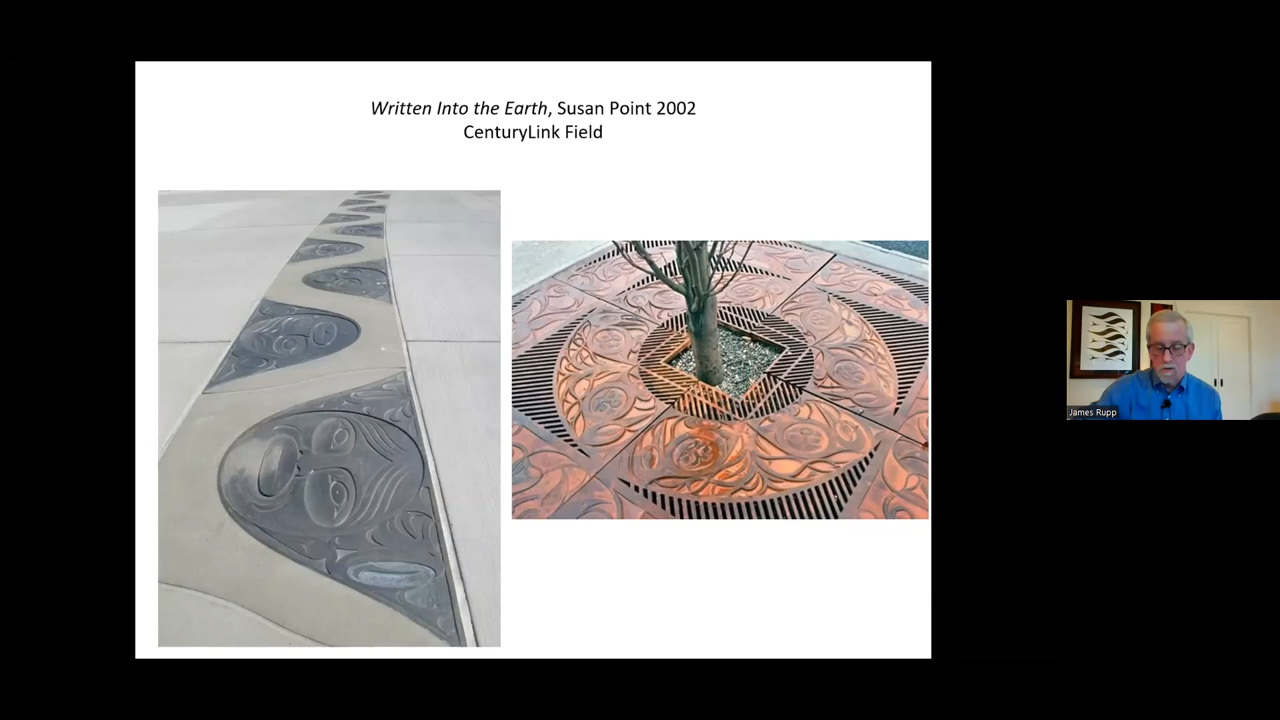 Written Into the Earth, Susan Point 2002
CenturyLink Field
James Rupp